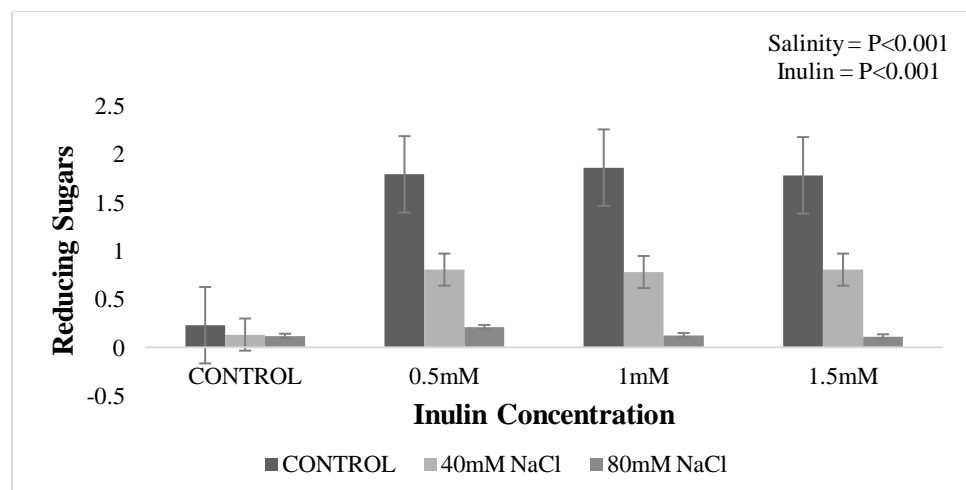 Salinity = P<0.001
Inulin = P<0.001
2.5
2
1.5
1
0.5
0
-0.5
Reducing Sugars
CONTROL 0.5mM 1mM 1.5mM
Inulin Concentration
CONTROL 40mM NaCl 80mM NaCl